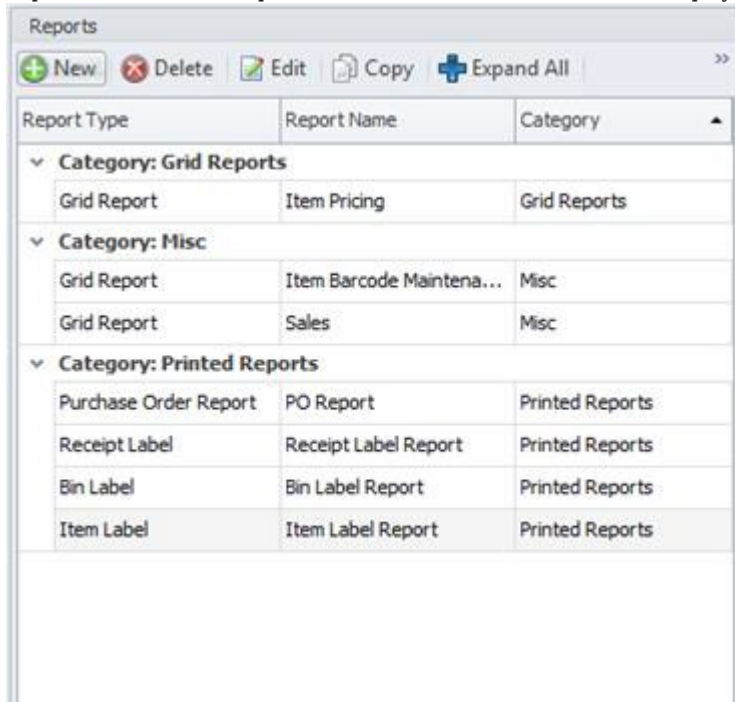 Reports
New Delete Edit Copy Expand All »
Report Type Report Name Category
Category: Grid Reports
Grid Report Item Pricing Grid Reports
Category: Misc
Grid Report Item Barcode Maintena... Misc
Grid Report Sales Misc
Category: Printed Reports
Purchase Order Report PO Report Printed Reports
Receipt Label Receipt Label Report Printed Reports
Bin Label Bin Label Report Printed Reports
Item Label Item Label Report Printed Reports